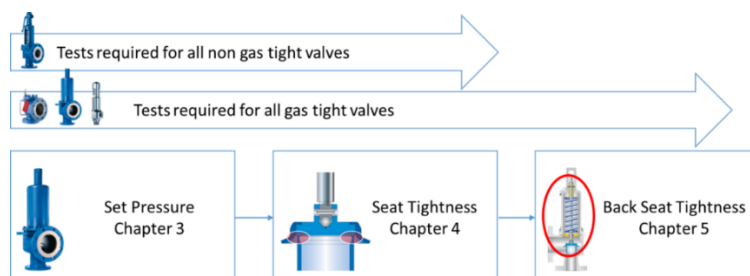 Tests required for all non gas tight valves
Tests required for all gas tight valves
Set Pressure
Chapter 3
Seat Tightness
Chapter 4
Back Seat Tightness
Chapter 5